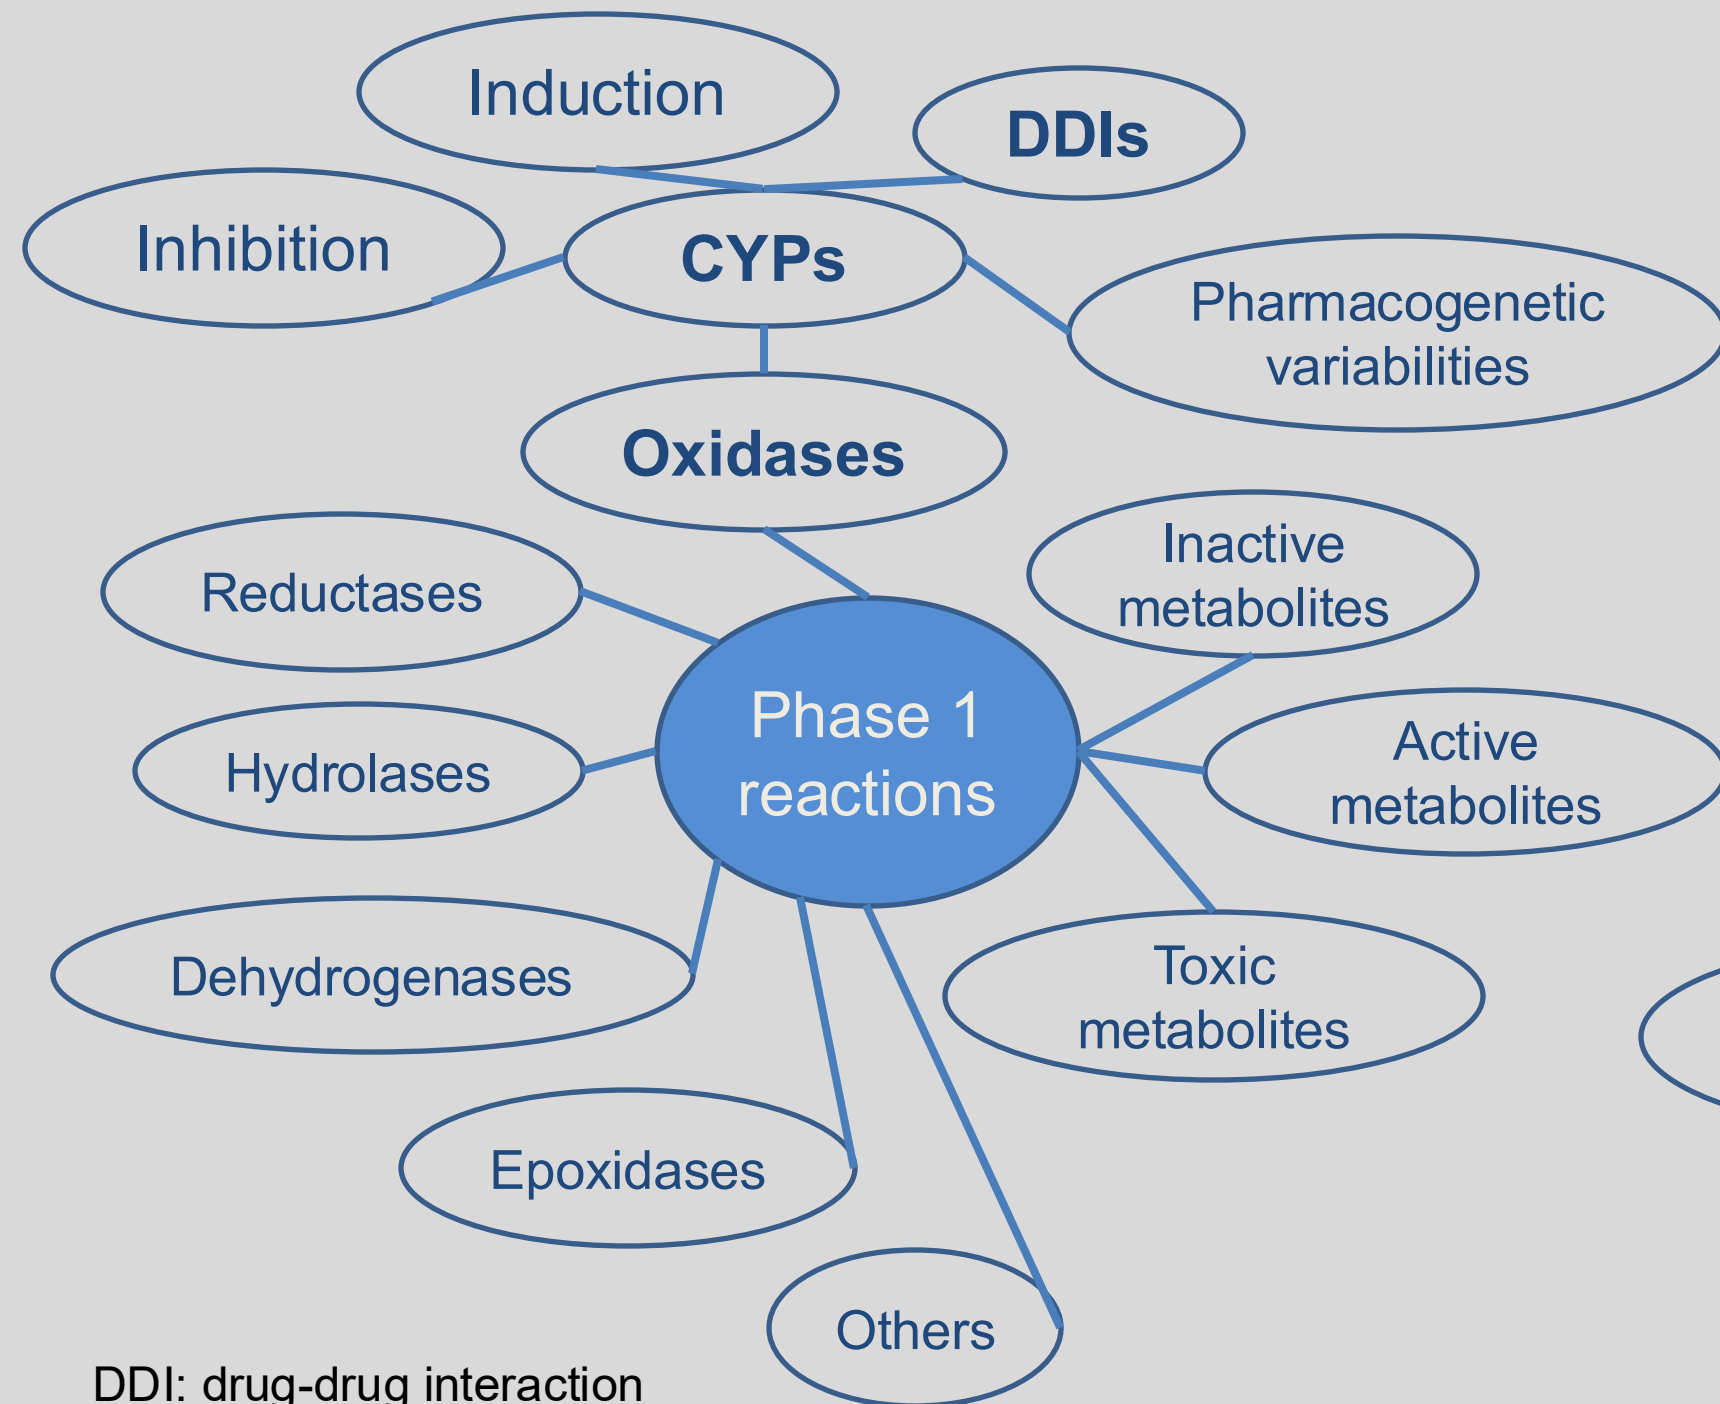 Induction
DDIs
Inhibition
CYPs
Pharmacogenetic
variabilities
Oxidases
Inactive
metabolites
Reductases
Phase 1
reactions
Hydrolases
Active
metabolites
Dehydrogenases
Toxic
metabolites
Epoxidases
Others
DDI: drug-drug interaction